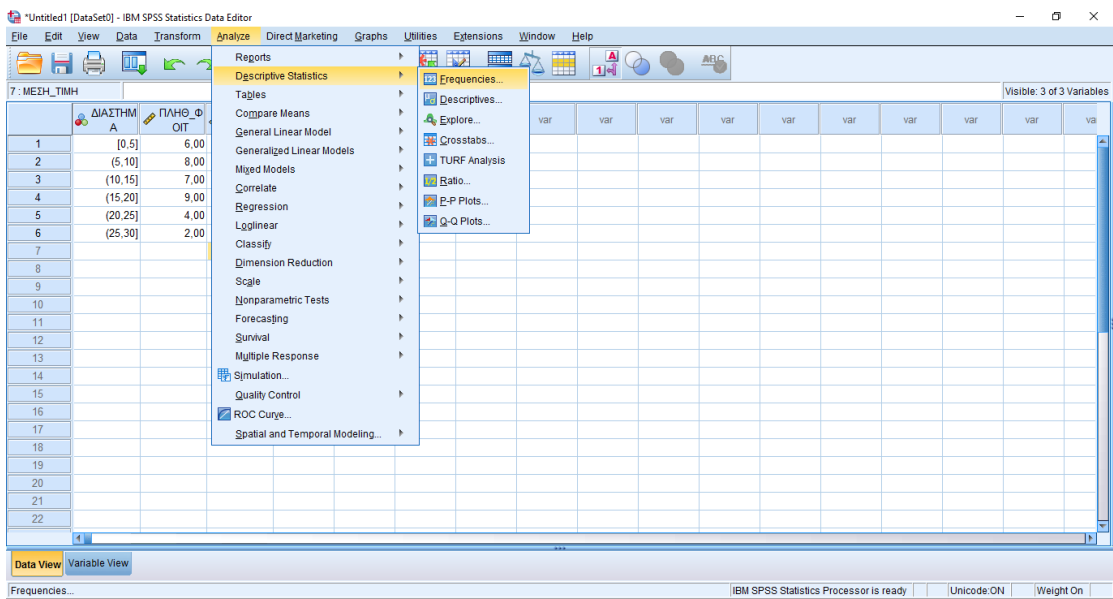 *Untitled1 [DataSet0] - IBM SPSS Statistics Data Editor
File Edit View Data Transform Analyze Direct Marketing Graphs Utilities Extensions Window Help
7 : ΜΕΣΗ_ΤΙΜΗ
Visible: 3 of 3 Variables
ΔΙΑΣΤΗΜ
Α
ΠΛΗΘ_Φ
ΟΙΤ
var var var var var var var var var va
1 [0,5] 6,00
2 (5,10] 8,00
3 (10,15] 7,00
4 (15,20] 9,00
5 (20,25] 4,00
6 (25,30] 2,00
7
8
9
10
11
12
13
14
15
16
17
18
19
20
21
22
Reports
Descriptive Statistics
Tables
Compare Means
General Linear Model
Generalized Linear Models
Mixed Models
Correlate
Regression
Loglinear
Classify
Dimension Reduction
Scale
Nonparametric Tests
Forecasting
Survival
Multiple Response
Simulation...
Quality Control
ROC Curve...
Spatial and Temporal Modeling...
123 Frequencies...
Descriptives...
Explore...
Crosstabs...
TURF Analysis
1/2 Ratio...
P-P Plots...
Q-Q Plots...
A
1
ABC
Data View Variable View
Frequencies...
IBM SPSS Statistics Processor is ready Unicode:ON Weight On